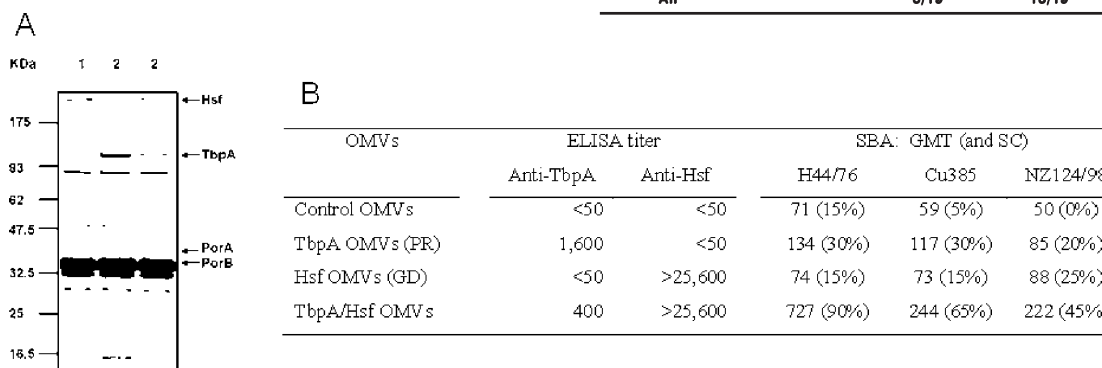 A
KDa 1 2 2
Hsf
175
TbpA
83
62
47.5
PorA
PorB
32.5
25
16.5
B
OMVs ELISA titer SBA: GMT (and SC)
Anti-TbpA Anti-Hsf H44/76 Cu385 NZ124/98
Control OMVs <50 <50 71 (15%) 59 (5%) 50 (0%)
TbpA OMVs (PR) 1,600 <50 134 (30%) 117 (30%) 85 (20%)
Hsf OMVs (GD) <50 >25,600 74 (15%) 73 (15%) 88 (25%)
TbpA/Hsf OMVs 400 >25,600 727 (90%) 244 (65%) 222 (45%